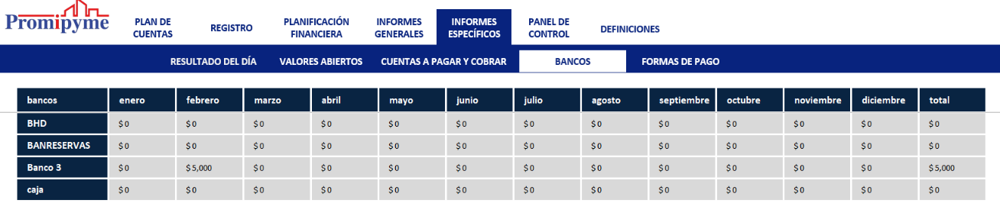 Promipyme
PLAN DE
CUENTAS
REGISTRO
PLANIFICACIÓN
FINANCIERA
INFORMES
GENERALES
INFORMES
ESPECÍFICOS
PANEL DE
CONTROL
DEFINICIONES
RESULTADO DEL DÍA VALORES ABIERTOS CUENTAS A PAGAR Y COBRAR BANCOS FORMAS DE PAGO
bancos enero febrero marzo abril mayo junio julio agosto septiembre octubre noviembre diciembre total
BHD $ 0 $ 0 $ 0 $ 0 $ 0 $ 0 $ 0 $ 0 $ 0 $ 0 $ 0 $ 0 $ 0
BANRESERVAS $ 0 $ 0 $ 0 $ 0 $ 0 $ 0 $ 0 $ 0 $ 0 $ 0 $ 0 $ 0 $ 0
Banco 3 $ 0 $ 5,000 $ 0 $ 0 $ 0 $ 0 $ 0 $ 0 $ 0 $ 0 $ 0 $ 0 $ 5,000
caja $ 0 $ 0 $ 0 $ 0 $ 0 $ 0 $ 0 $ 0 $ 0 $ 0 $ 0 $ 0 $ 0